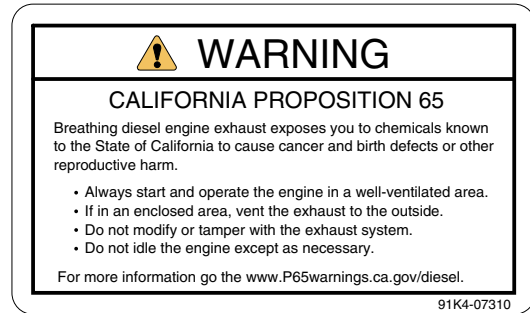 WARNING
CALIFORNIA PROPOSITION 65
Breathing diesel engine exhaust exposes you to chemicals known
to the State of California to cause cancer and birth defects or other
reproductive harm.
• Always start and operate the engine in a well-ventilated area.
• If in an enclosed area, vent the exhaust to the outside.
• Do not modify or tamper with the exhaust system.
• Do not idle the engine except as necessary.
For more information go the www.P65warnings.ca.gov/diesel.
91K4-07310